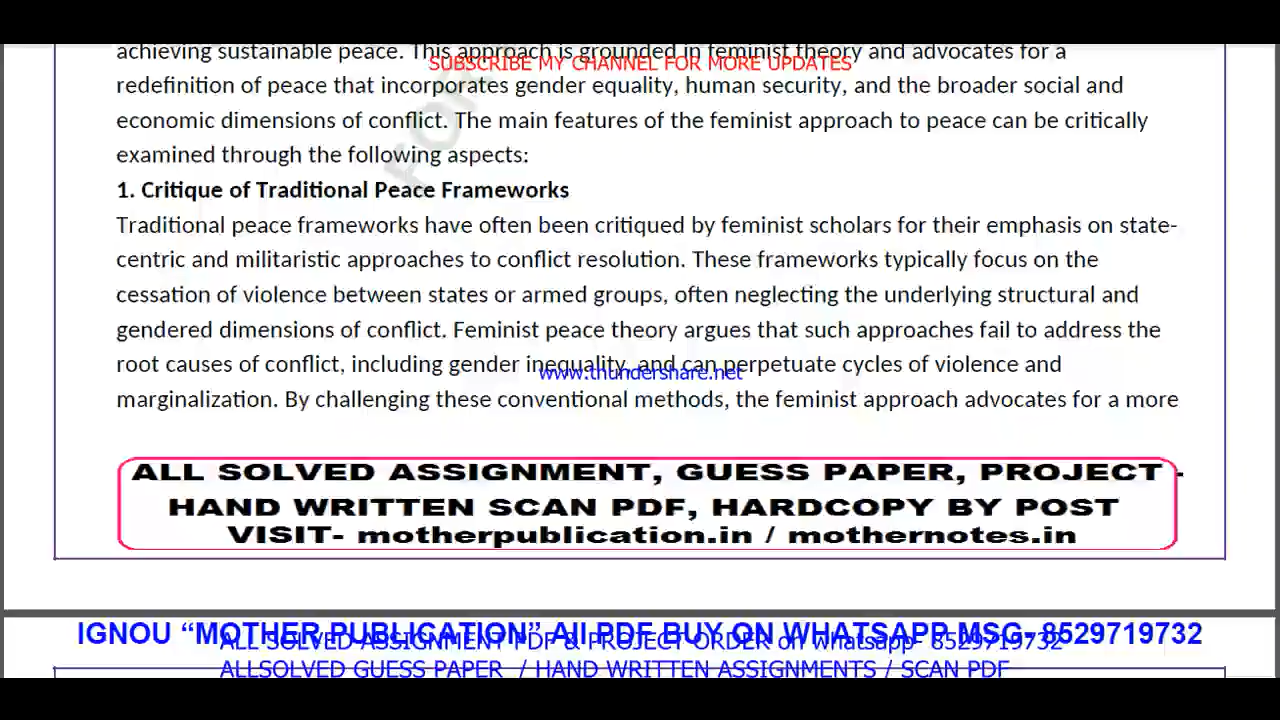 achieving sustainable peace. This approach is grounded in feminist theory and advocates for a
SUBSCRIBE MY CHANNEL FOR MORE UPDATES
redefinition of peace that incorporates gender equality, human security, and the broader social and
economic dimensions of conflict. The main features of the feminist approach to peace can be critically
examined through the following aspects:
FOR
1. Critique of Traditional Peace Frameworks
Traditional peace frameworks have often been critiqued by feminist scholars for their emphasis on state-
centric and militaristic approaches to conflict resolution. These frameworks typically focus on the
cessation of violence between states or armed groups, often neglecting the underlying structural and
gendered dimensions of conflict. Feminist peace theory argues that such approaches fail to address the
root causes of conflict, including gender inequality, and can perpetuate cycles of violence and
www.thundershare.net
marginalization. By challenging these conventional methods, the feminist approach advocates for a more
ALL SOLVED ASSIGNMENT, GUESS PAPER, PROJECT -
HAND WRITTEN SCAN PDF, HARDCOPY BY POST
VISIT- motherpublication.in / mothernotes.in
IGNOU “MOTHER PUBLICATION” All PDF BUY ON WHATSAPP MSG- 8529719732
ALL SOLVED ASSIGNMENT PDF & PROJECT ORDER on whatsapp- 8529719732
ALLSOLVED GUESS PAPER / HAND WRITTEN ASSIGNMENTS / SCAN PDF